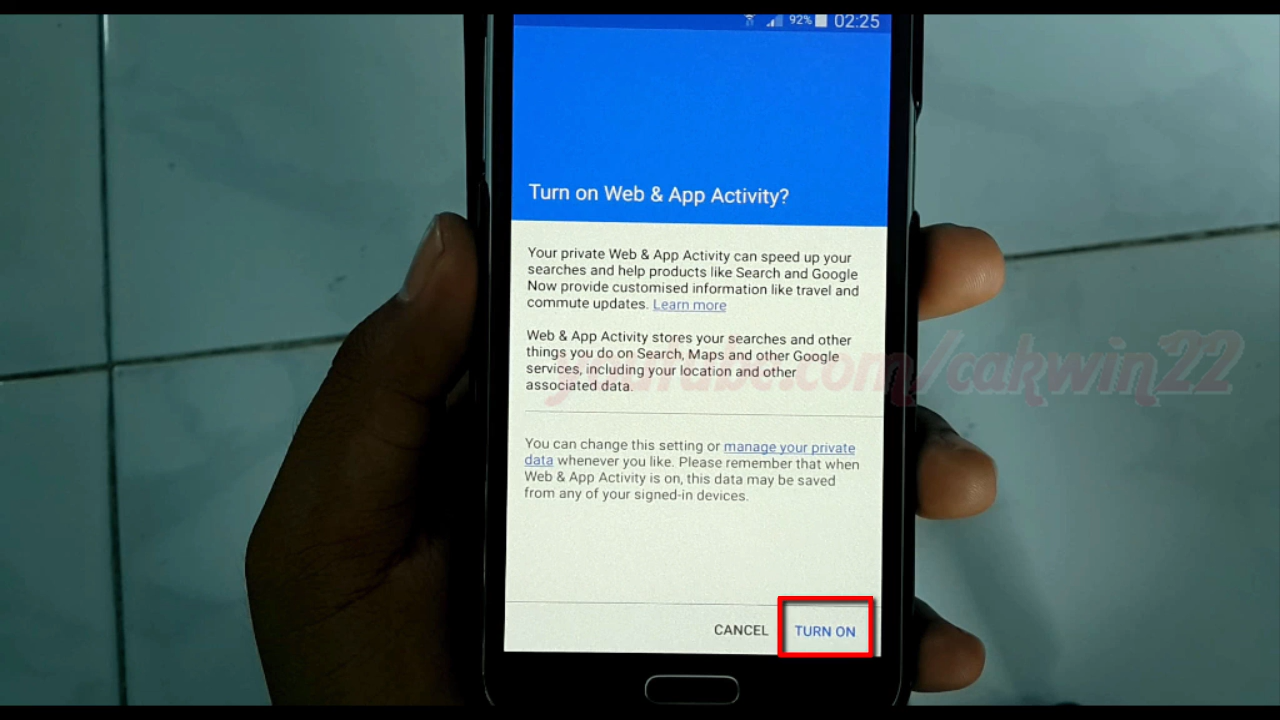 92% 02:25
Turn on Web & App Activity?
Your private Web & App Activity can speed up your
searches and help products like Search and Google
Now provide customised information like travel and
commute updates. Learn more
Web & App Activity stores your searches and other
things you do on Search, Maps and other Google
services, including your location and other
associated data.
youtube.com/cakwin22
You can change this setting or manage your private
data whenever you like. Please remember that when
Web & App Activity is on, this data may be saved
from any of your signed-in devices.
CANCEL TURN ON